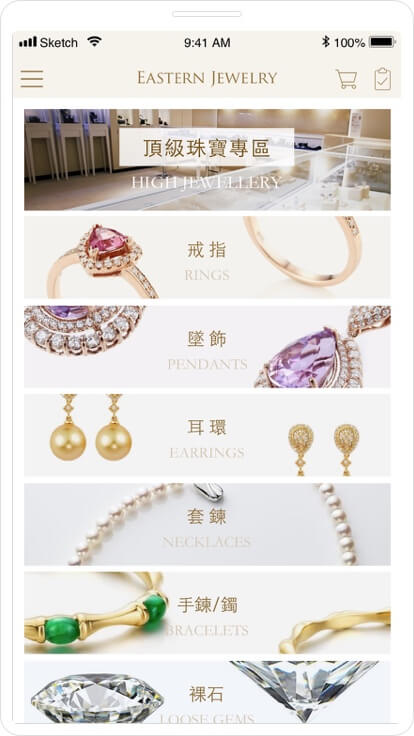 Sketch 9:41 AM 100%
EASTERN JEWELRY
頂級珠寶專區
HIGH JEWELLERY
戒指
RINGS
墜飾
PENDANTS
耳環
EARRINGS
套鍊
NECKLACES
手鍊/鐲
BRACELETS
裸石
LOOSE GEMS